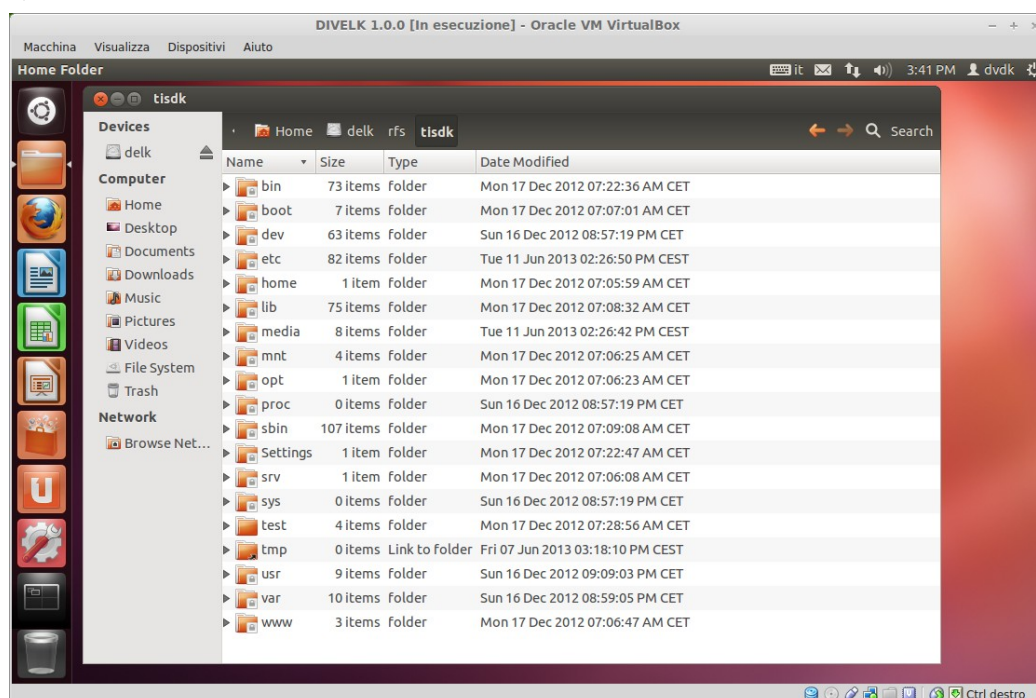 DIVELK 1.0.0 [In esecuzione] - Oracle VM VirtualBox
Macchina Visualizza Dispositivi Aiuto
Home Folder it 3:41 PM dvdk
tisdk
Devices
delk
Computer
Home
Desktop
Documents
Downloads
Music
Pictures
Videos
File System
Trash
Network
Browse Net...
Home delk rfs tisdk Search
Name Size Type Date Modified
bin 73 items folder Mon 17 Dec 2012 07:22:36 AM CET
boot 7 items folder Mon 17 Dec 2012 07:07:01 AM CET
dev 63 items folder Sun 16 Dec 2012 08:57:19 PM CET
etc 82 items folder Tue 11 Jun 2013 02:26:50 PM CEST
home 1 item folder Mon 17 Dec 2012 07:05:59 AM CET
lib 75 items folder Mon 17 Dec 2012 07:08:32 AM CET
media 8 items folder Tue 11 Jun 2013 02:26:42 PM CEST
mnt 4 items folder Mon 17 Dec 2012 07:06:25 AM CET
opt 1 item folder Mon 17 Dec 2012 07:06:23 AM CET
proc 0 items folder Sun 16 Dec 2012 08:57:19 PM CET
sbin 107 items folder Mon 17 Dec 2012 07:09:08 AM CET
Settings 1 item folder Mon 17 Dec 2012 07:22:47 AM CET
srv 1 item folder Mon 17 Dec 2012 07:06:08 AM CET
sys 0 items folder Sun 16 Dec 2012 08:57:19 PM CET
test 4 items folder Mon 17 Dec 2012 07:28:56 AM CET
tmp 0 items Link to folder Fri 07 Jun 2013 03:18:10 PM CEST
usr 9 items folder Sun 16 Dec 2012 09:09:03 PM CET
var 10 items folder Sun 16 Dec 2012 08:59:05 PM CET
www 3 items folder Mon 17 Dec 2012 07:06:47 AM CET
Ctrl destro